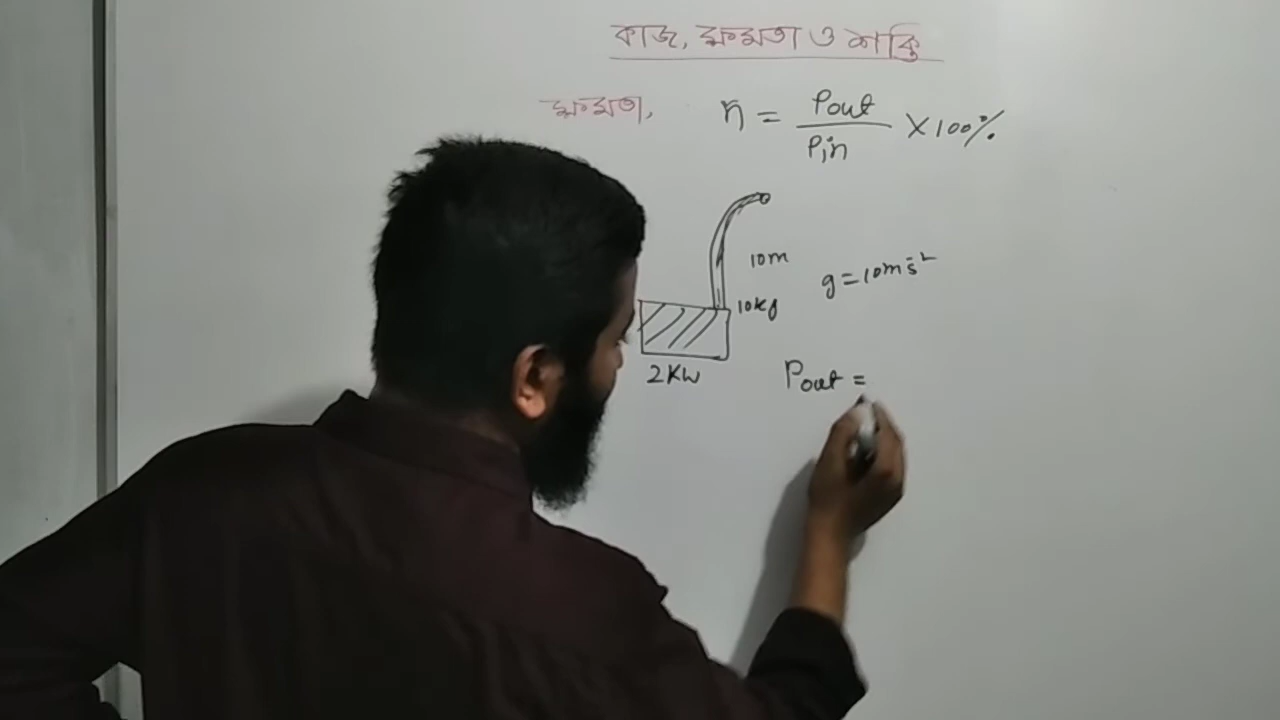 কাজ, ক্ষমতা ও শক্তি
ক্ষমতা, η = Pout / Pin × 100%
10m
g = 10ms⁻²
10kg
2KW
Pout =